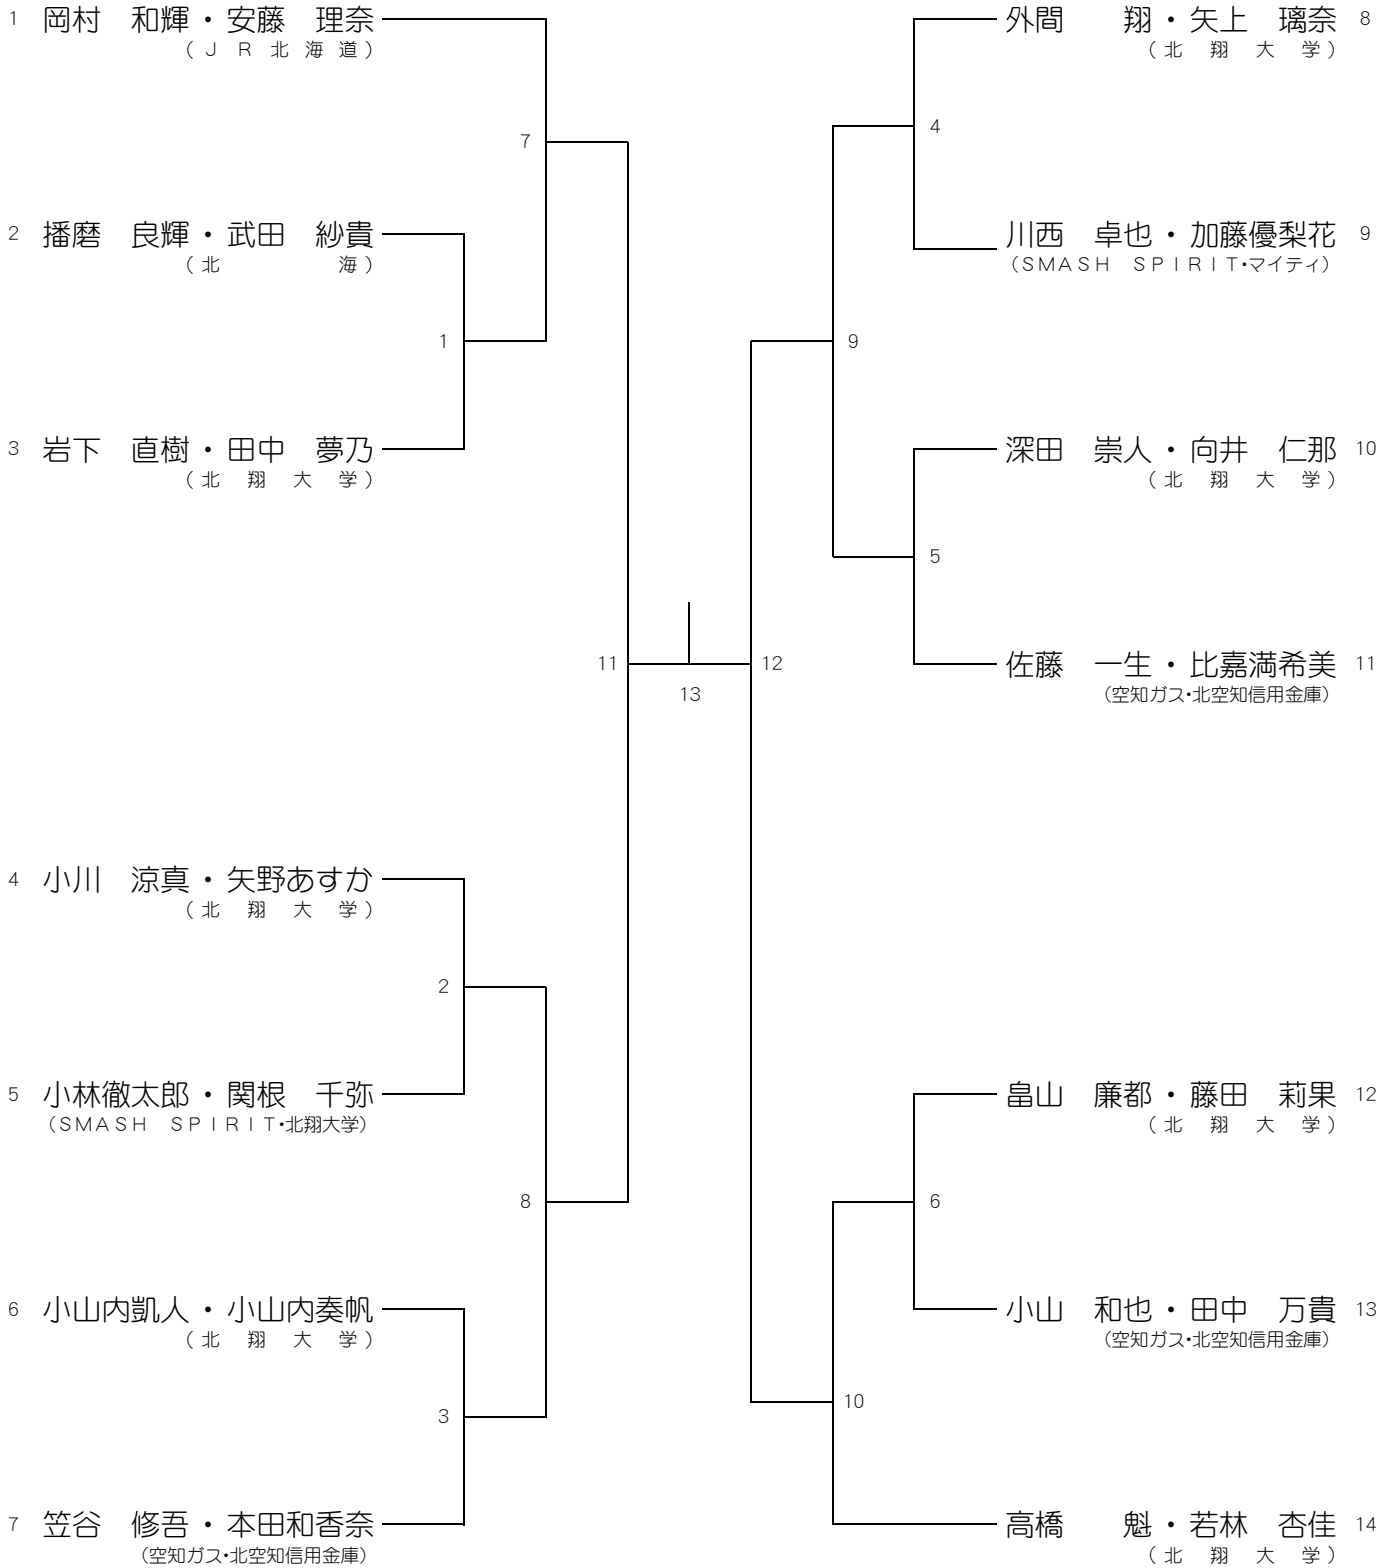 1 岡村　和輝・安藤　理奈
（ＪＲ北海道）
7
2 播磨　良輝・武田　紗貴
（北　海）
1
3 岩下　直樹・田中　夢乃
（北翔大学）
11
4 小川　涼真・矢野あすか
（北翔大学）
2
5 小林徹太郎・関根　千弥
（SMASH　SPIRIT・北翔大学）
8
6 小山内凱人・小山内奏帆
（北翔大学）
3
7 笠谷　修吾・本田和香奈
（空知ガス・北空知信用金庫）
13
外間　翔・矢上　璃奈 8
（北翔大学）
4
川西　卓也・加藤優梨花 9
（SMASH　SPIRIT・マイティ）
9
深田　崇人・向井　仁那 10
（北翔大学）
5
佐藤　一生・比嘉満希美 11
（空知ガス・北空知信用金庫）
12
畠山　廉都・藤田　莉果 12
（北翔大学）
6
小山　和也・田中　万貴 13
（空知ガス・北空知信用金庫）
10
高橋　魁・若林　杏佳 14
（北翔大学）